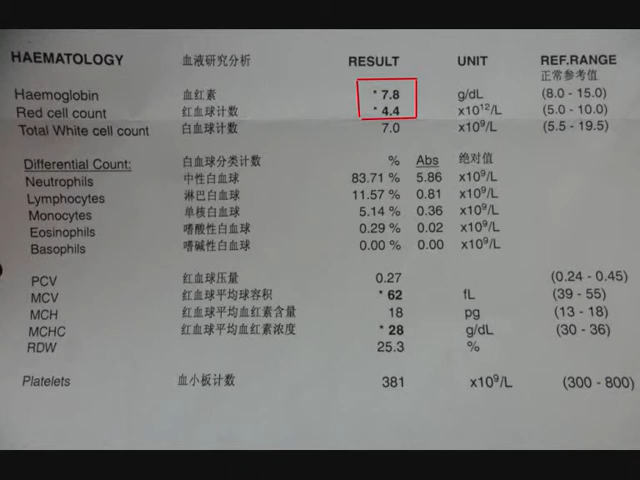 HAEMATOLOGY 血液研究分析 RESULT UNIT REF.RANGE
正常参考值
Haemoglobin 血红素 * 7.8 g/dL (8.0 - 15.0)
Red cell count 红血球计数 * 4.4 x10¹²/L (5.0 - 10.0)
Total White cell count 白血球计数 7.0 x10⁹/L (5.5 - 19.5)
Differential Count: 白血球分类计数 % Abs 绝对值
Neutrophils 中性白血球 83.71 % 5.86 x10⁹/L
Lymphocytes 淋巴白血球 11.57 % 0.81 x10⁹/L
Monocytes 单核白血球 5.14 % 0.36 x10⁹/L
Eosinophils 嗜酸性白血球 0.29 % 0.02 x10⁹/L
Basophils 嗜碱性白血球 0.00 % 0.00 x10⁹/L
PCV 红血球压量 0.27 (0.24 - 0.45)
MCV 红血球平均球容积 * 62 fL (39 - 55)
MCH 红血球平均血红素含量 18 pg (13 - 18)
MCHC 红血球平均血红素浓度 * 28 g/dL (30 - 36)
RDW 25.3 %
Platelets 血小板计数 381 x10⁹/L (300 - 800)